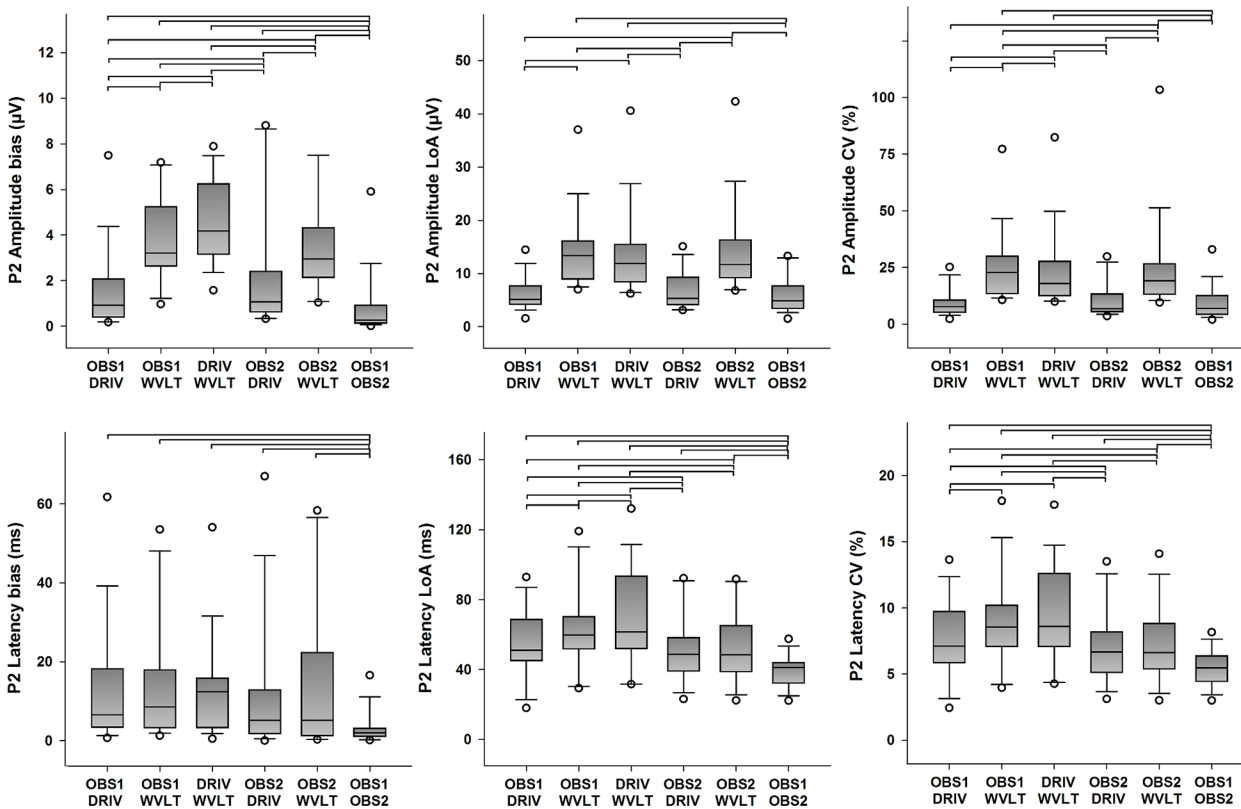 P2 Amplitude bias (µV)
12
10
8
6
4
2
0
OBS1 OBS1 DRIV OBS2 OBS2 OBS1
DRIV WVLT WVLT DRIV WVLT OBS2
P2 Amplitude LoA (µV)
50
40
30
20
10
0
OBS1 OBS1 DRIV OBS2 OBS2 OBS1
DRIV WVLT WVLT DRIV WVLT OBS2
P2 Amplitude CV (%)
100
75
50
25
0
OBS1 OBS1 DRIV OBS2 OBS2 OBS1
DRIV WVLT WVLT DRIV WVLT OBS2
P2 Latency bias (ms)
60
40
20
0
OBS1 OBS1 DRIV OBS2 OBS2 OBS1
DRIV WVLT WVLT DRIV WVLT OBS2
P2 Latency LoA (ms)
160
120
80
40
0
OBS1 OBS1 DRIV OBS2 OBS2 OBS1
DRIV WVLT WVLT DRIV WVLT OBS2
P2 Latency CV (%)
20
15
10
5
0
OBS1 OBS1 DRIV OBS2 OBS2 OBS1
DRIV WVLT WVLT DRIV WVLT OBS2